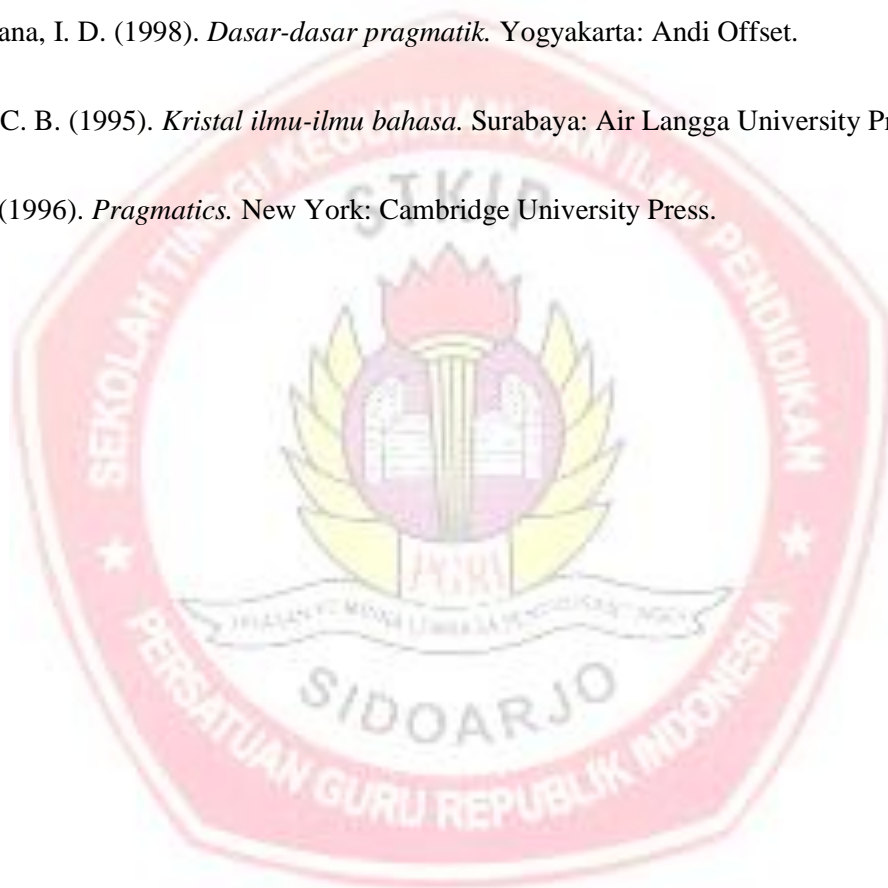 ana, I. D. (1998). Dasar-dasar pragmatik. Yogyakarta: Andi Offset.
C. B. (1995). Kristal ilmu-ilmu bahasa. Surabaya: Air Langga University Pr
(1996). Pragmatics. New York: Cambridge University Press.
SEKOLAH TINGGI KEGURUAN DAN ILMU PENDIDIKAN
STKIP
SIDOARJO
PERSATUAN GURU REPUBLIK INDONESIA